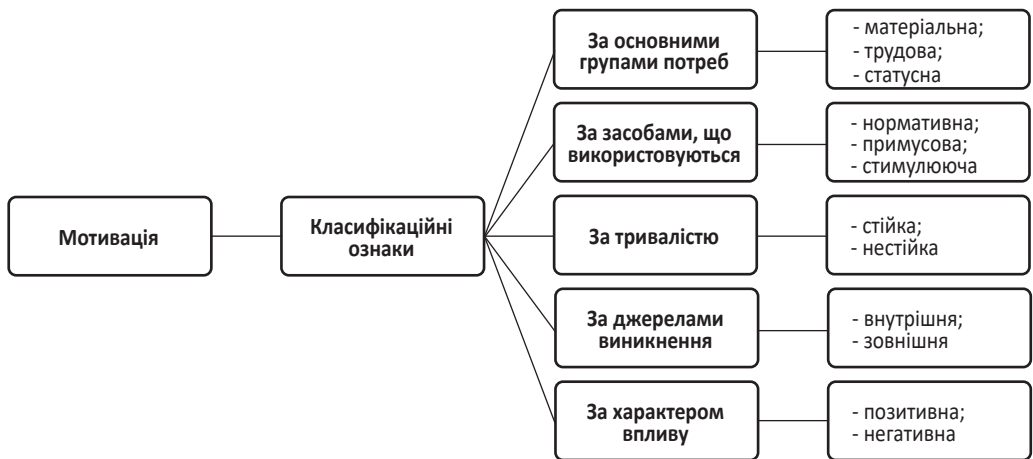 Мотивація
Класифікаційні
ознаки
За основними
групами потреб
- матеріальна;
- трудова;
- статусна
За засобами, що
використовуються
- нормативна;
- примусова;
- стимулююча
За тривалістю
- стійка;
- нестійка
За джерелами
виникнення
- внутрішня;
- зовнішня
За характером
впливу
- позитивна;
- негативна